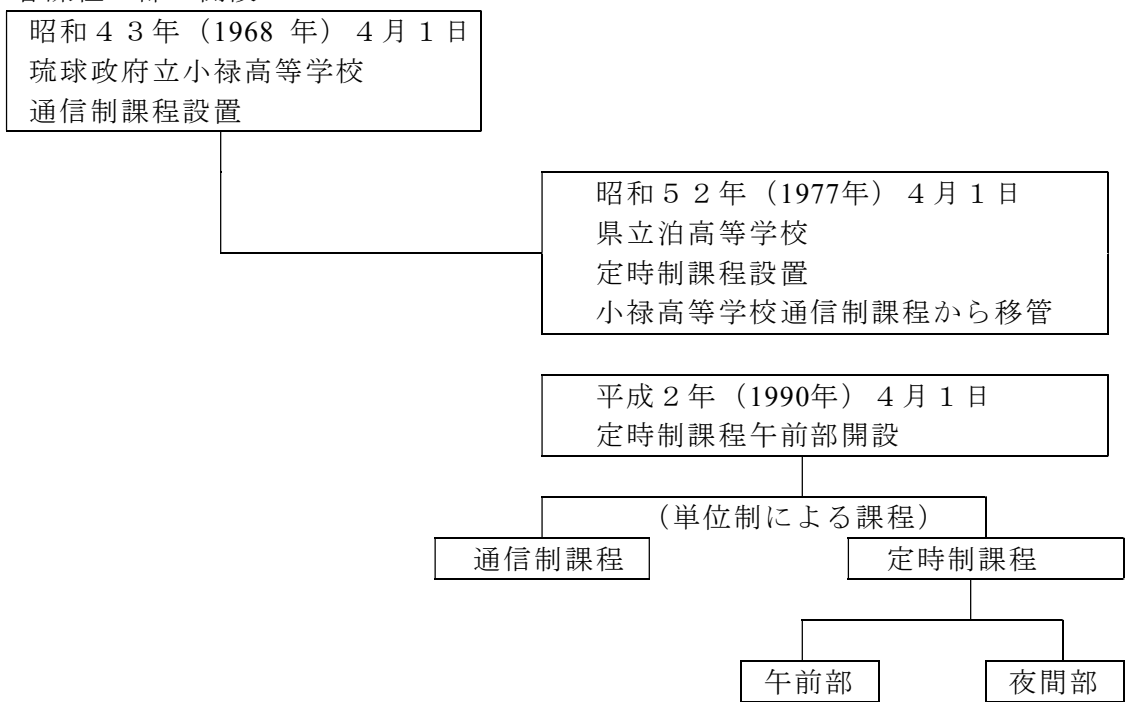 昭和４３年（1968 年）４月１日
琉球政府立小禄高等学校
通信制課程設置
昭和５２年（1977年）４月１日
県立泊高等学校
定時制課程設置
小禄高等学校通信制課程から移管
平成２年（1990年）４月１日
定時制課程午前部開設
（単位制による課程）
通信制課程
定時制課程
午前部
夜間部